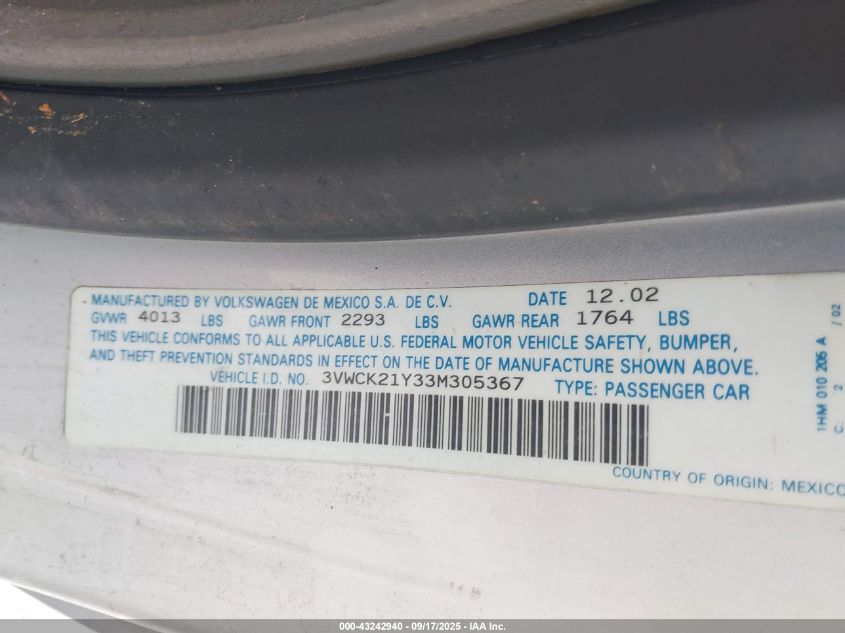 MANUFACTURED BY VOLKSWAGEN DE MEXICO S.A. DE C.V. DATE 12.02
GVWR 4013 LBS GAWR FRONT 2293 LBS GAWR REAR 1764 LBS
THIS VEHICLE CONFORMS TO ALL APPLICABLE U.S. FEDERAL MOTOR VEHICLE SAFETY, BUMPER,
AND THEFT PREVENTION STANDARDS IN EFFECT ON THE DATE OF MANUFACTURE SHOWN ABOVE.
VEHICLE I.D. NO. 3VWCK21Y33M305367 TYPE: PASSENGER CAR
COUNTRY OF ORIGIN: MEXICO
1HM 010 205 A
C. 2 / 02
000-43242940 - 09/17/2025 - IAA Inc.